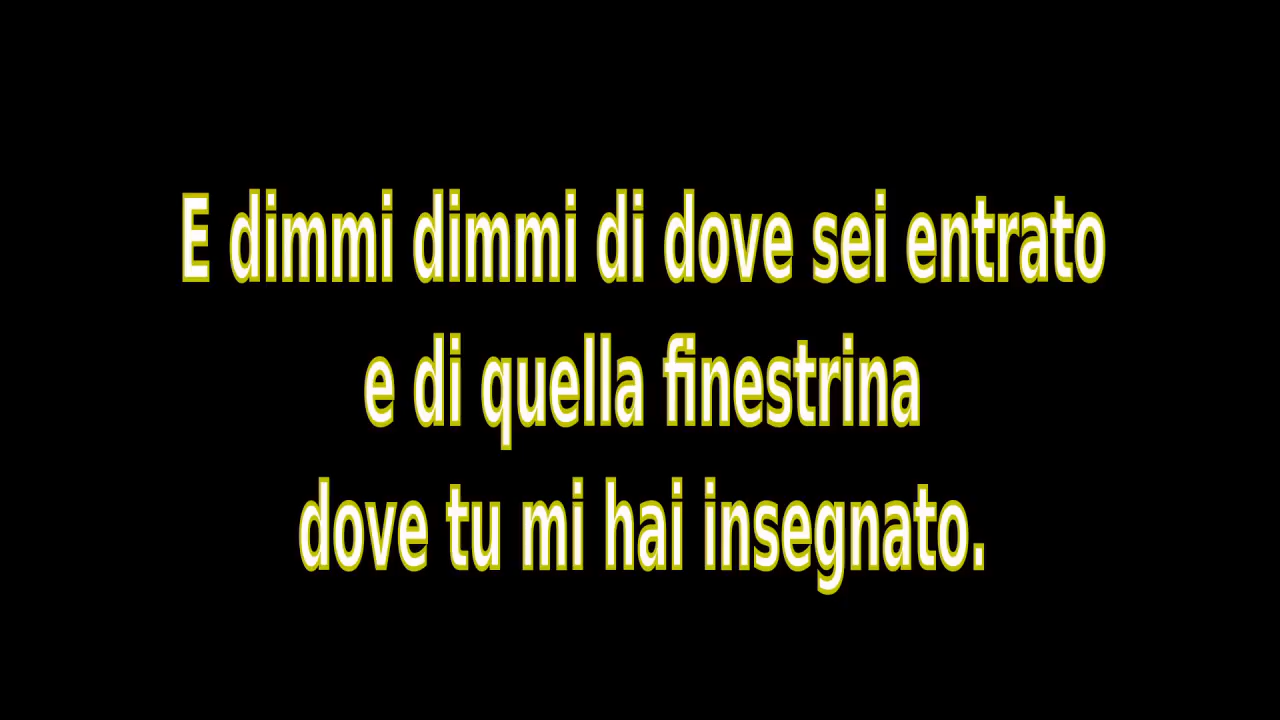 E dimmi dimmi di dove sei entrato
e di quella finestrina
dove tu mi hai insegnato.